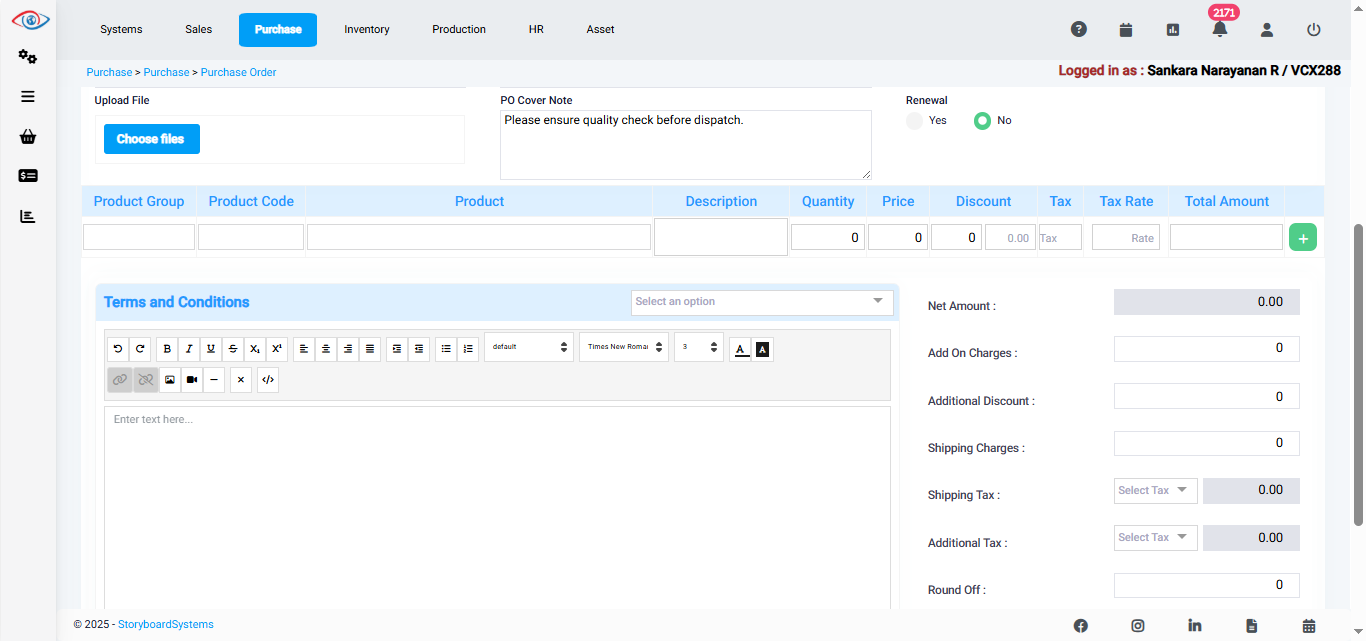 Systems Sales Purchase Inventory Production HR Asset 2171
Purchase > Purchase > Purchase Order Logged in as : Sankara Narayanan R / VCX288
Upload File PO Cover Note Renewal
Choose files Please ensure quality check before dispatch. Yes No
Product Group Product Code Product Description Quantity Price Discount Tax Tax Rate Total Amount
0 0 0 0.00 Tax Rate +
Terms and Conditions Select an option
Net Amount : 0.00
default Times New Roma 3 A A
Add On Charges : 0
Enter text here...
Additional Discount : 0
Shipping Charges : 0
Shipping Tax : Select Tax 0.00
Additional Tax : Select Tax 0.00
Round Off : 0
© 2025 - StoryboardSystems